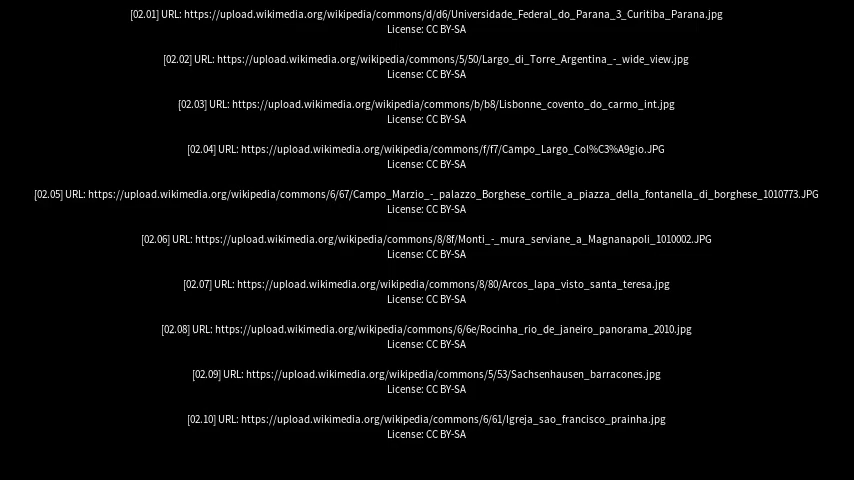 [02.01] URL: https://upload.wikimedia.org/wikipedia/commons/d/d6/Universidade_Federal_do_Parana_3_Curitiba_Parana.jpg
License: CC BY-SA
[02.02] URL: https://upload.wikimedia.org/wikipedia/commons/5/50/Largo_di_Torre_Argentina_-_wide_view.jpg
License: CC BY-SA
[02.03] URL: https://upload.wikimedia.org/wikipedia/commons/b/b8/Lisbonne_covento_do_carmo_int.jpg
License: CC BY-SA
[02.04] URL: https://upload.wikimedia.org/wikipedia/commons/f/f7/Campo_Largo_Col%C3%A9gio.JPG
License: CC BY-SA
[02.05] URL: https://upload.wikimedia.org/wikipedia/commons/6/67/Campo_Marzio_-_palazzo_Borghese_cortile_a_piazza_della_fontanella_di_borghese_1010773.JPG
License: CC BY-SA
[02.06] URL: https://upload.wikimedia.org/wikipedia/commons/8/8f/Monti_-_mura_serviane_a_Magnanapoli_1010002.JPG
License: CC BY-SA
[02.07] URL: https://upload.wikimedia.org/wikipedia/commons/8/80/Arcos_lapa_visto_santa_teresa.jpg
License: CC BY-SA
[02.08] URL: https://upload.wikimedia.org/wikipedia/commons/6/6e/Rocinha_rio_de_janeiro_panorama_2010.jpg
License: CC BY-SA
[02.09] URL: https://upload.wikimedia.org/wikipedia/commons/5/53/Sachsenhausen_barracones.jpg
License: CC BY-SA
[02.10] URL: https://upload.wikimedia.org/wikipedia/commons/6/61/Igreja_sao_francisco_prainha.jpg
License: CC BY-SA